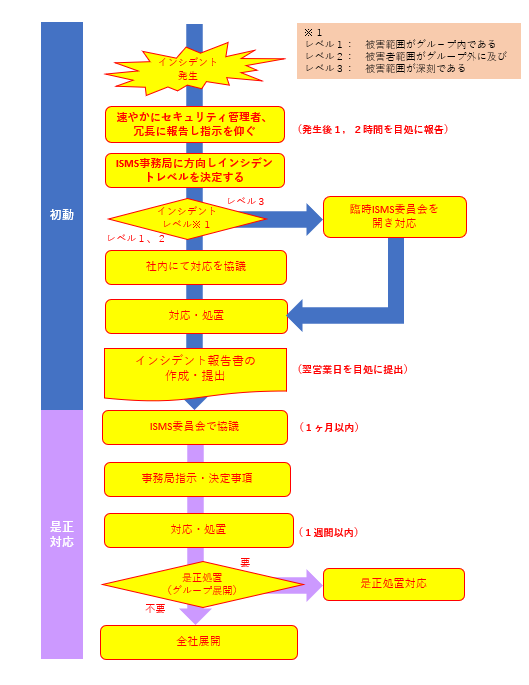 ※１
レベル１： 被害範囲がグループ内である
レベル２： 被害者範囲がグループ外に及び
レベル３： 被害範囲が深刻である
初動
インシデント
発生
速やかにセキュリティ管理者、
冗長に報告し指示を仰ぐ
（発生後１，２時間を目処に報告）
ISMS事務局に方向しインシデン
トレベルを決定する
インシデント
レベル※１
レベル３
レベル１、２
臨時ISMS委員会を
開き対応
社内にて対応を協議
対応・処置
インシデント報告書の
作成・提出
（翌営業日を目処に提出）
是正
対応
ISMS委員会で協議
（１ヶ月以内）
事務局指示・決定事項
対応・処置
（１週間以内）
是正処置
（グループ展開）
要
不要
是正処置対応
全社展開